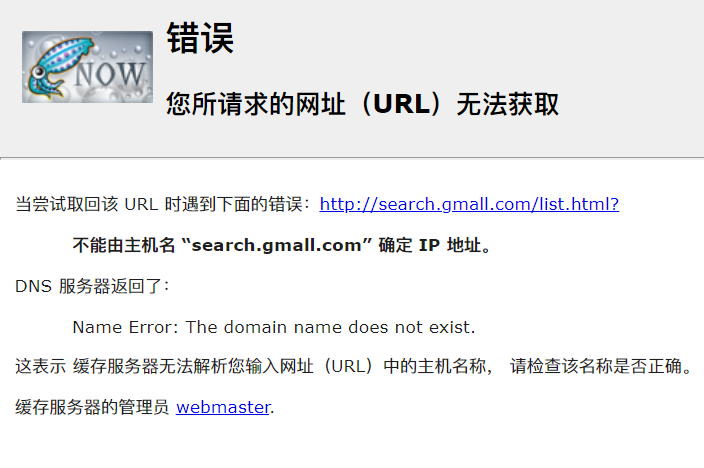 NOW
错误
您所请求的网址（URL）无法获取
当尝试取回该 URL 时遇到下面的错误：http://search.gmall.com/list.html?
不能由主机名 “search.gmall.com” 确定 IP 地址。
DNS 服务器返回了：
Name Error: The domain name does not exist.
这表示 缓存服务器无法解析您输入网址（URL）中的主机名称， 请检查该名称是否正确。
缓存服务器的管理员 webmaster.